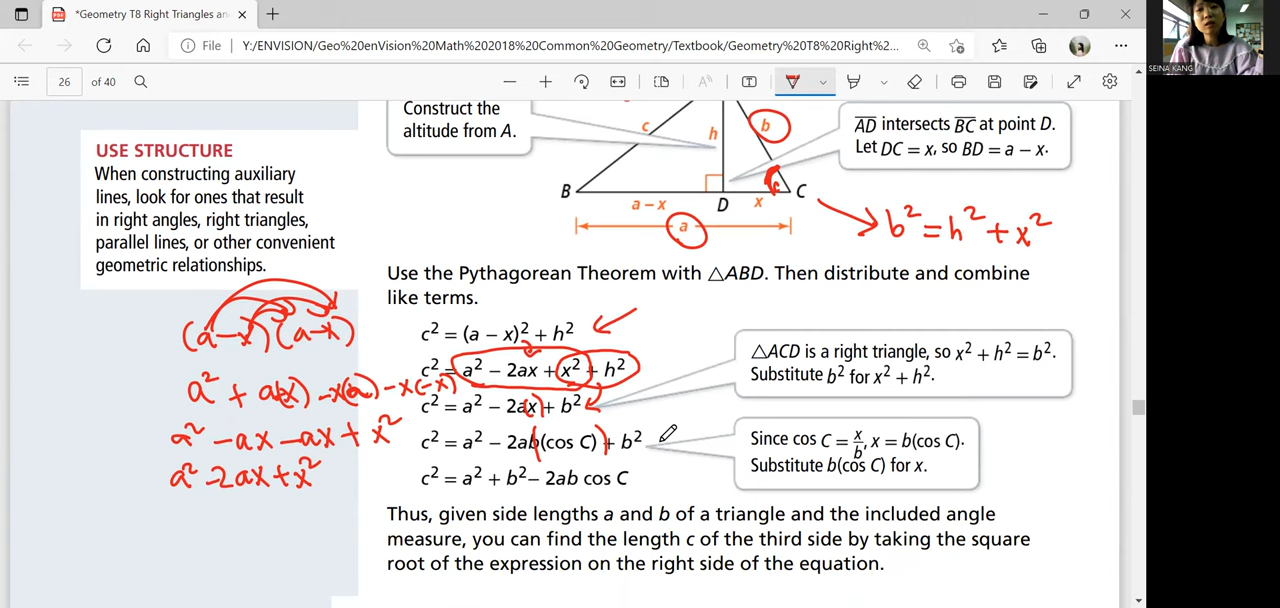 *Geometry T8 Right Triangles an
File
Y:/ENVISION/Geo%20enVision%20Math%202018%20Common%20Geometry/Textbook/Geometry%20T8%20Right%2...
SEINA KANG
26 of 40
Construct the
altitude from A.
c
h
b
B
a – x
D
x
C
a
AD intersects BC at point D.
Let DC = x, so BD = a – x.
b² = h² + x²
USE STRUCTURE
When constructing auxiliary
lines, look for ones that result
in right angles, right triangles,
parallel lines, or other convenient
geometric relationships.
Use the Pythagorean Theorem with △ABD. Then distribute and combine
like terms.
c² = (a – x)² + h²
c² = a² – 2ax + x² + h²
c² = a² – 2ax + b²
c² = a² – 2ab(cos C) + b²
c² = a² + b² – 2ab cos C
△ACD is a right triangle, so x² + h² = b².
Substitute b² for x² + h².
Since cos C = x/b, x = b(cos C).
Substitute b(cos C) for x.
(a–x)(a–x)
a² + a(-x) -x(a) -x(-x)
a² -ax -ax + x²
a² -2ax + x²
Thus, given side lengths a and b of a triangle and the included angle
measure, you can find the length c of the third side by taking the square
root of the expression on the right side of the equation.